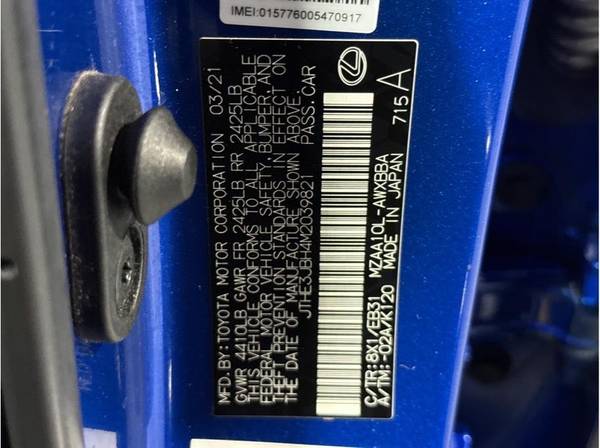 IMEI:015776005470917
MFD.BY:TOYOTA MOTOR CORPORATION 03/21
GVWR 4410LB GAWR FR 2425LB RR 2425LB
THIS VEHICLE CONFORMS TO ALL APPLICABLE
FEDERAL MOTOR VEHICLE SAFETY, BUMPER, AND
THEFT PREVENTION STANDARDS IN EFFECT ON
THE DATE OF MANUFACTURE SHOWN ABOVE.
JTHE3JBH4M2039821 PASS.CAR
C/TR:8X1/EB31 MZAA10L-AWXBBA
A/TM:-02A/K120 MADE IN JAPAN
715 A